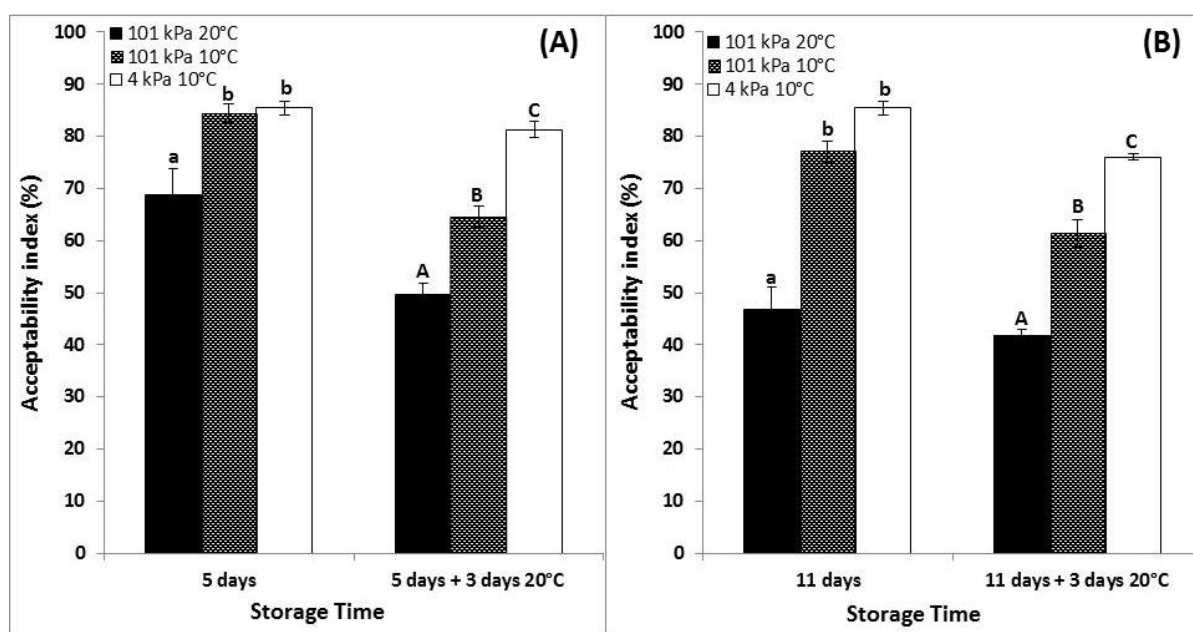 (A)
101 kPa 20°C
101 kPa 10°C
4 kPa 10°C
Acceptability index (%)
100
90
80
70
60
50
40
30
20
10
0
a
b
b
A
B
C
5 days
5 days + 3 days 20°C
Storage Time
(B)
101 kPa 20°C
101 kPa 10°C
4 kPa 10°C
Acceptability index (%)
100
90
80
70
60
50
40
30
20
10
0
a
b
b
A
B
C
11 days
11 days + 3 days 20°C
Storage Time